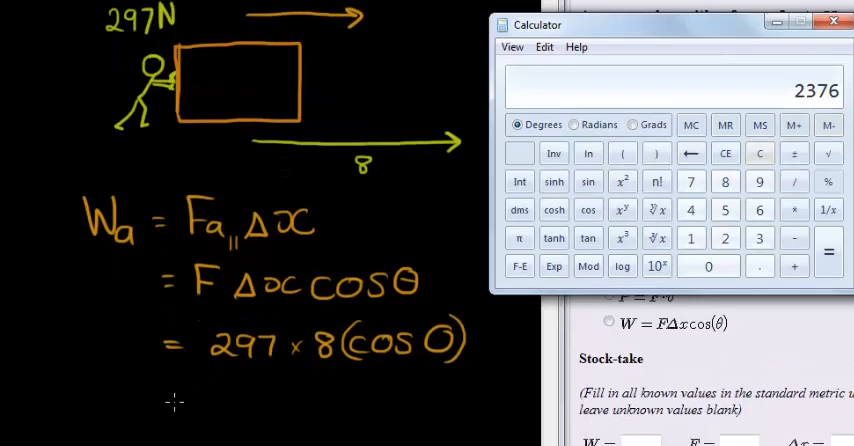 297N
8
Wa = Fa|| Δx
= F Δx cos θ
= 297 × 8 (cos 0)
Calculator
View Edit Help
2376
Degrees Radians Grads MC MR MS M+ M-
Inv ln ( ) ← CE C ± √
Int sinh sin x² n! 7 8 9 / %
dms cosh cos xʸ ʸ√x 4 5 6 * 1/x
π tanh tan x³ ³√x 1 2 3 - =
F-E Exp Mod log 10ˣ 0 . +
W = FΔx cos(θ)
Stock-take
(Fill in all known values in the standard metric u
leave unknown values blank)
W = F = Δx =